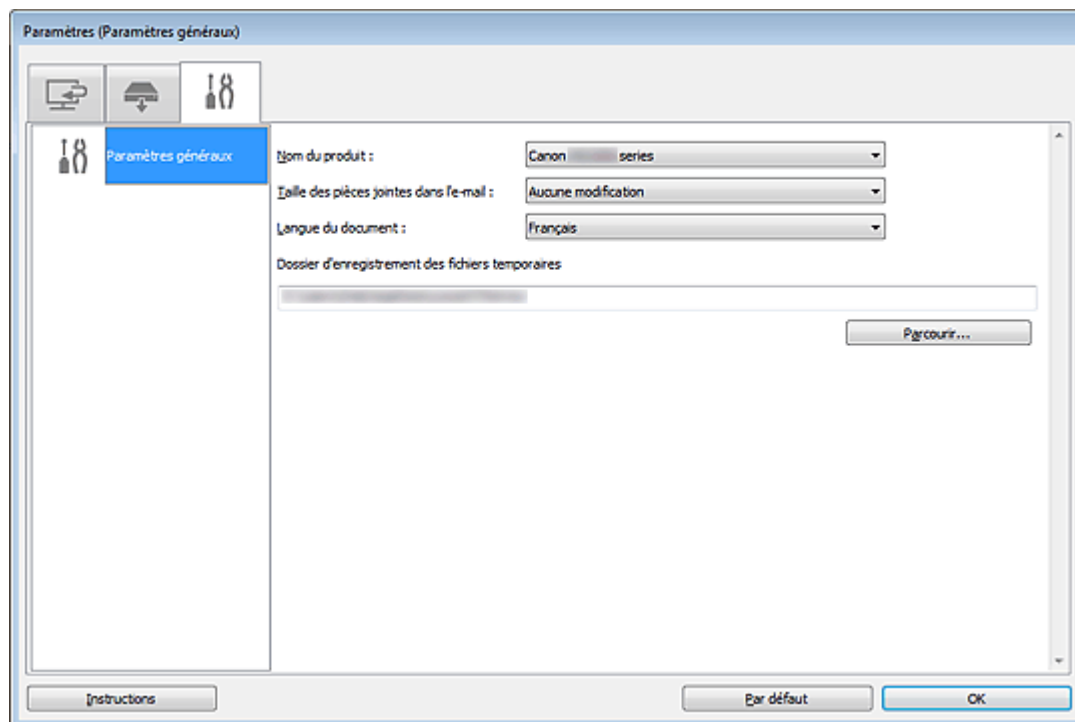 Paramètres (Paramètres généraux)
Paramètres généraux
Nom du produit :
Canon series
Taille des pièces jointes dans l'e-mail :
Aucune modification
Langue du document :
Français
Dossier d'enregistrement des fichiers temporaires
Parcourir...
Instructions
Par défaut
OK